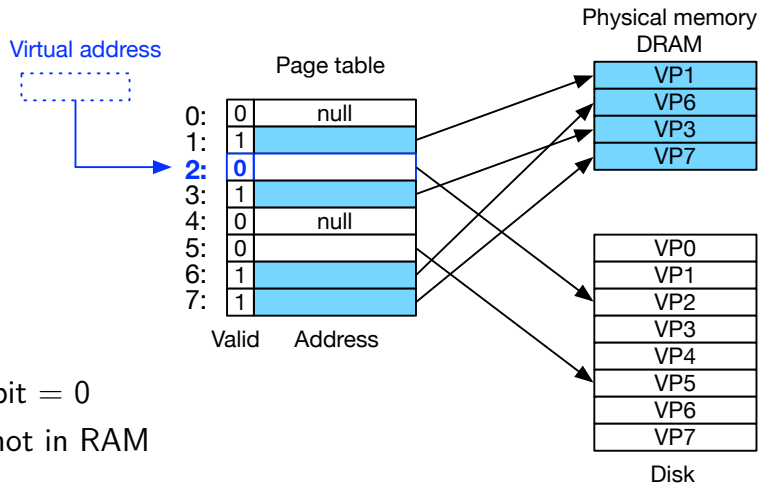 Physical memory
DRAM
Virtual address
Page table
0: 0 null
1: 1
2: 0
3: 1
4: 0 null
5: 0
6: 1
7: 1
Valid Address
VP1
VP6
VP3
VP7
VP0
VP1
VP2
VP3
VP4
VP5
VP6
VP7
Disk
bit = 0
not in RAM